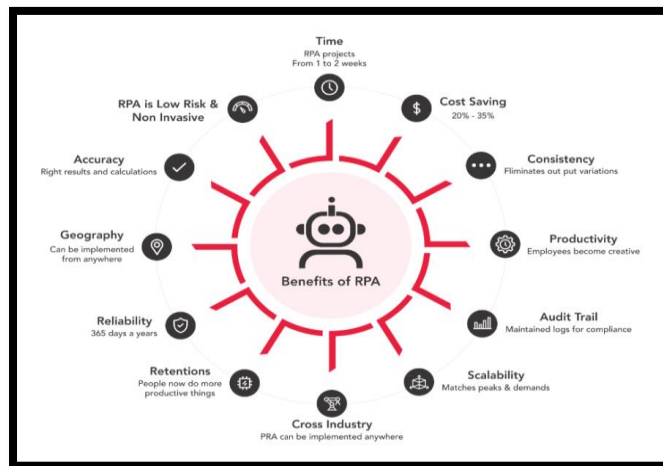 Time
RPA projects
From 1 to 2 weeks
Cost Saving
20% - 35%
Consistency
Fliminates out put variations
Productivity
Employees become creative
Audit Trail
Maintained logs for compliance
Scalability
Matches peaks & demands
Cross Industry
PRA can be implemented anywhere
Retentions
People now do more
productive things
Reliability
365 days a years
Geography
Can be implemented
from anywhere
Accuracy
Right results and calculations
RPA is Low Risk &
Non Invasive
Benefits of RPA